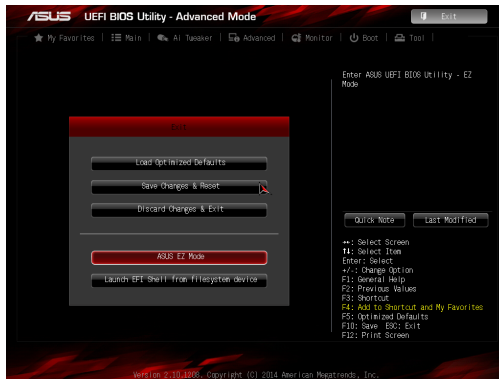 ASUS UEFI BIOS Utility - Advanced Mode
Exit
My Favorites | Main | Ai Tweaker | Advanced | Monitor | Boot | Tool |
Enter ASUS UEFI BIOS Utility - EZ
Mode
Exit
Load Optimized Defaults
Save Changes & Reset
Discard Changes & Exit
ASUS EZ Mode
Launch EFI Shell from filesystem device
Quick Note
Last Modified
→←: Select Screen
↑↓: Select Item
Enter: Select
+/-: Change Option
F1: General Help
F2: Previous Values
F3: Shortcut
F4: Add to Shortcut and My Favorites
F5: Optimized Defaults
F10: Save ESC: Exit
F12: Print Screen
Version 2.10.1208. Copyright (C) 2014 American Megatrends, Inc.